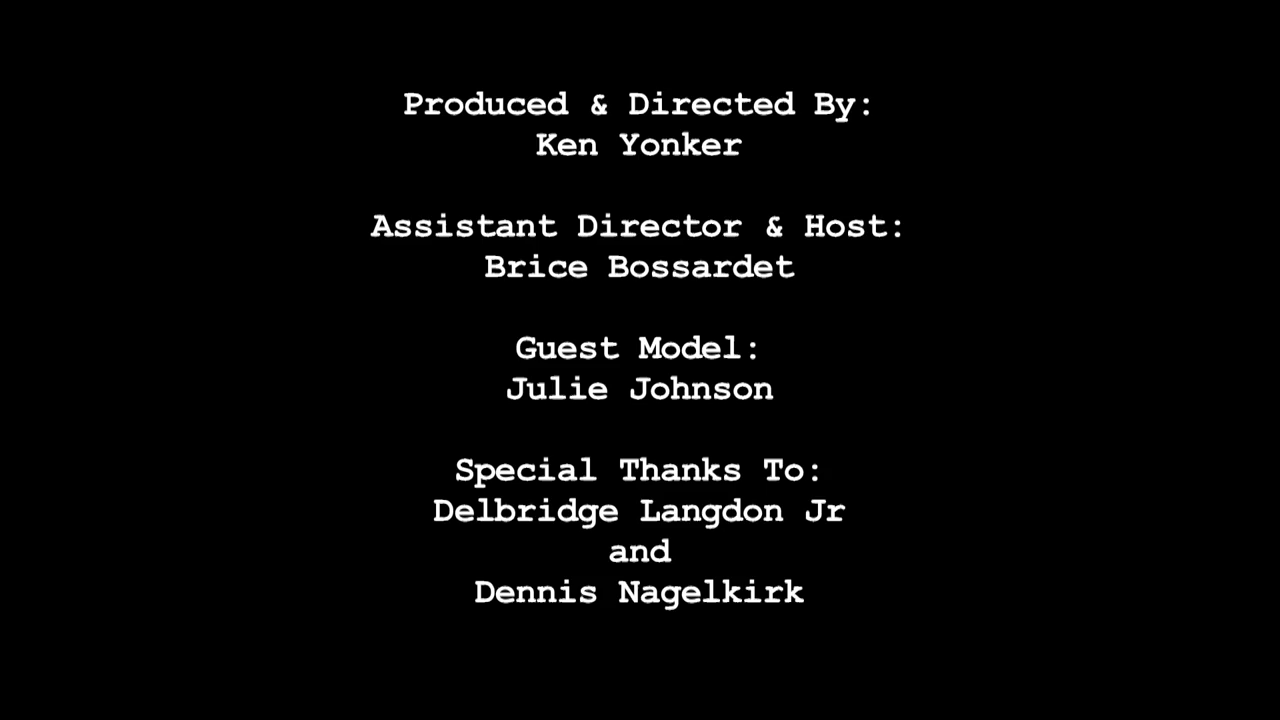 Produced & Directed By:
Ken Yonker
Assistant Director & Host:
Brice Bossardet
Guest Model:
Julie Johnson
Special Thanks To:
Delbridge Langdon Jr
and
Dennis Nagelkirk